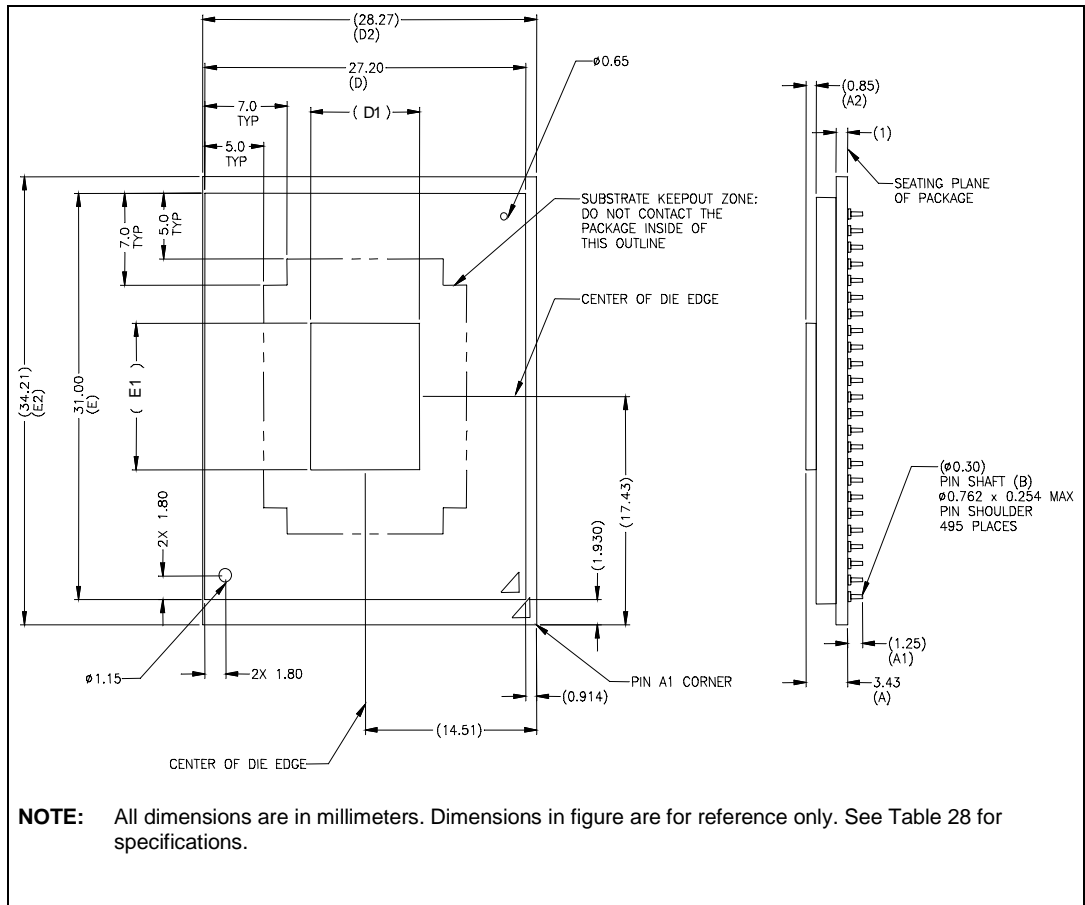 (28.27)
(D2)
27.20
(D)
ø0.65
7.0
TYP
( D1 )
5.0
TYP
(0.85)
(A2)
(1)
SEATING PLANE
OF PACKAGE
SUBSTRATE KEEPOUT ZONE:
DO NOT CONTACT THE
PACKAGE INSIDE OF
THIS OUTLINE
7.0
TYP
5.0
TYP
CENTER OF DIE EDGE
(34.21)
(E2)
31.00
(E)
( E1 )
(17.43)
(ø0.30)
PIN SHAFT (B)
ø0.762 x 0.254 MAX
PIN SHOULDER
495 PLACES
2X 1.80
(1.930)
(1.25)
(A1)
ø1.15
2X 1.80
PIN A1 CORNER
(0.914)
3.43
(A)
(14.51)
CENTER OF DIE EDGE
NOTE: All dimensions are in millimeters. Dimensions in figure are for reference only. See Table 28 for
specifications.